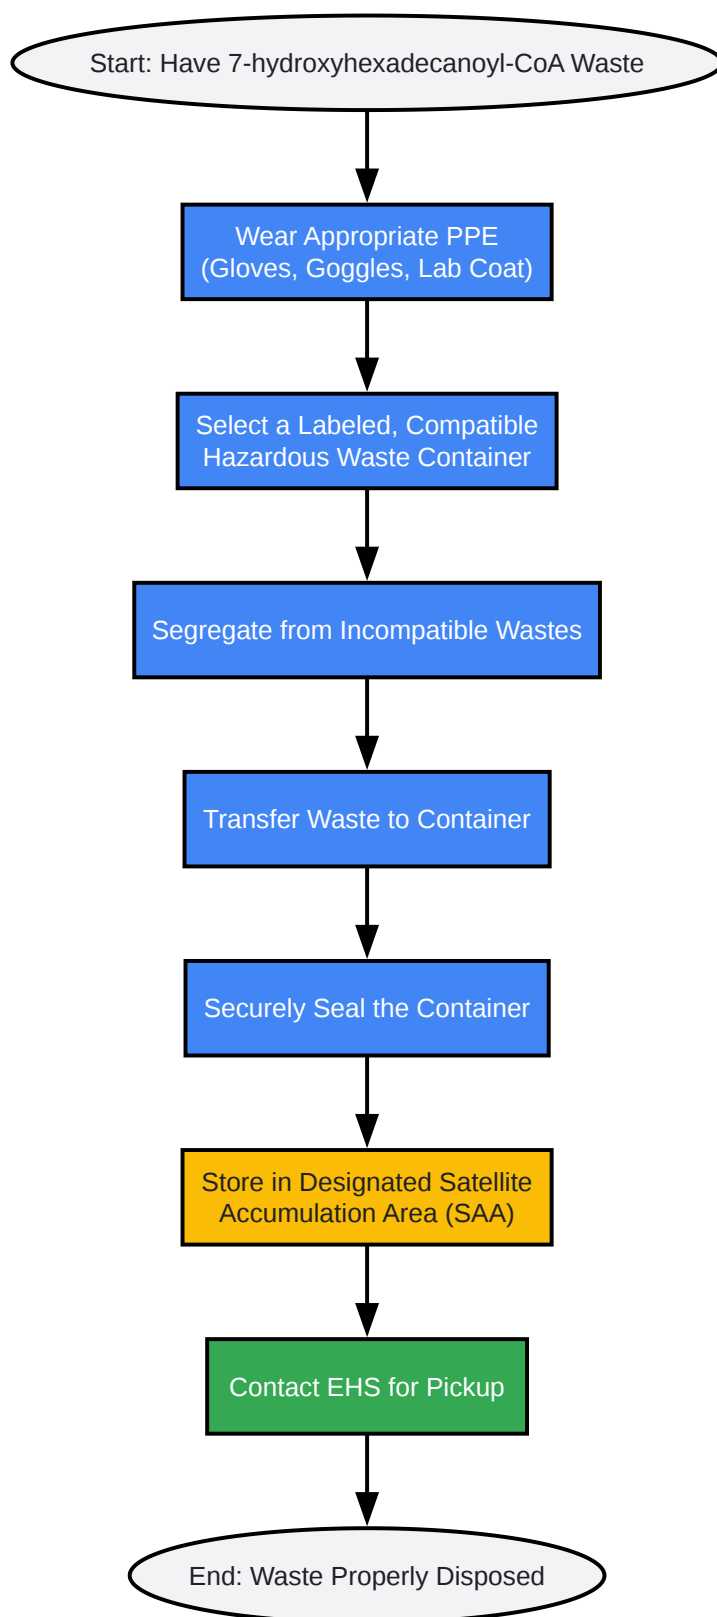 Start: Have 7-hydroxyhexadecanoyl-CoA Waste
Wear Appropriate PPE
(Gloves, Goggles, Lab Coat)
Select a Labeled, Compatible
Hazardous Waste Container
Segregate from Incompatible Wastes
Transfer Waste to Container
Securely Seal the Container
Store in Designated Satellite
Accumulation Area (SAA)
Contact EHS for Pickup
End: Waste Properly Disposed